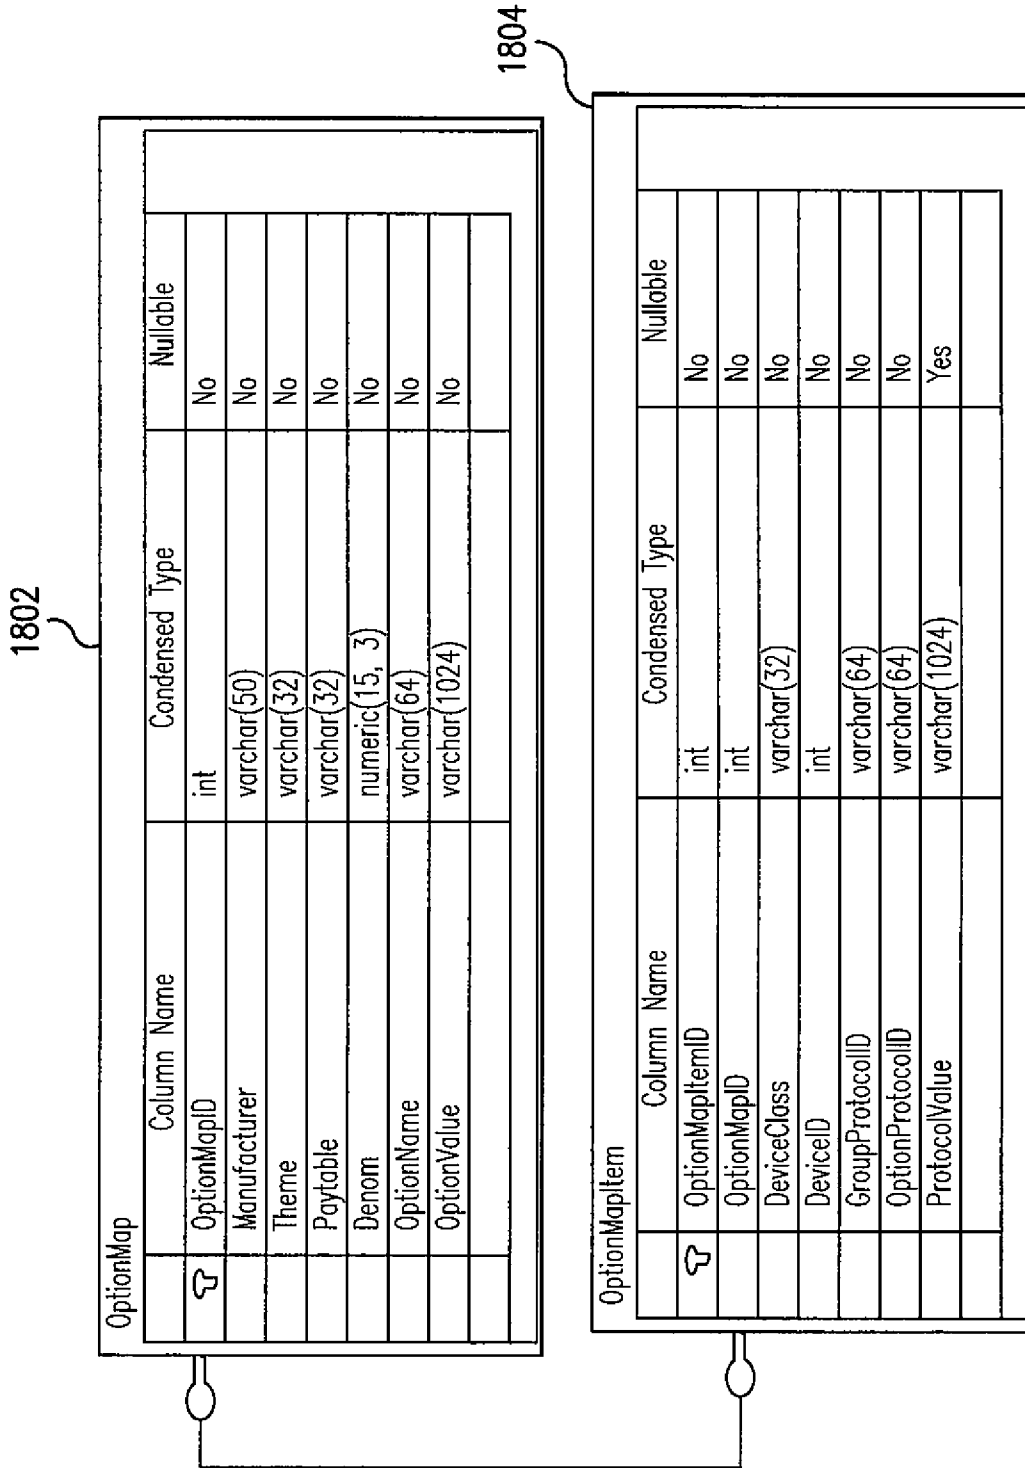 1802
OptionMap
Column Name Condensed Type Nullable
OptionMapID int No
Manufacturer varchar(50) No
Theme varchar(32) No
Paytable varchar(32) No
Denom numeric(15, 3) No
OptionName varchar(64) No
OptionValue varchar(1024) No
1804
OptionMapItem
Column Name Condensed Type Nullable
OptionMapItemID int No
OptionMapID int No
DeviceClass varchar(32) No
DeviceID int No
GroupProtocolID varchar(64) No
OptionProtocolID varchar(64) No
ProtocolValue varchar(1024) Yes